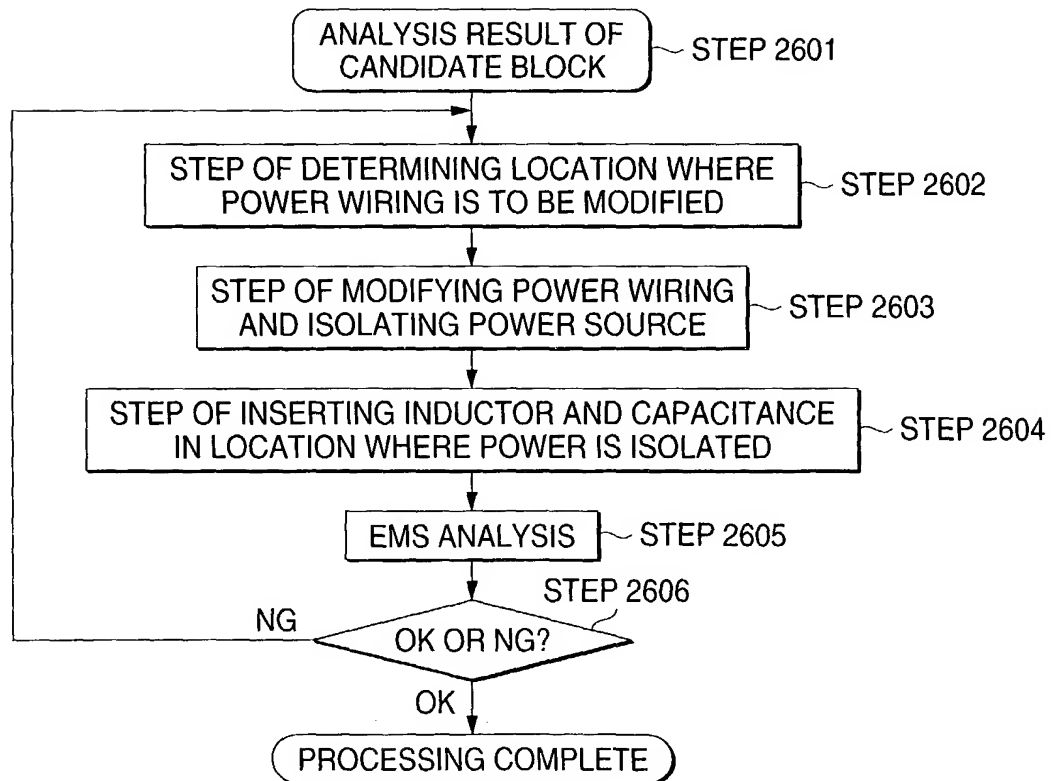 ANALYSIS RESULT OF
CANDIDATE BLOCK
STEP 2601
STEP OF DETERMINING LOCATION WHERE
POWER WIRING IS TO BE MODIFIED
STEP 2602
STEP OF MODIFYING POWER WIRING
AND ISOLATING POWER SOURCE
STEP 2603
STEP OF INSERTING INDUCTOR AND CAPACITANCE
IN LOCATION WHERE POWER IS ISOLATED
STEP 2604
EMS ANALYSIS
STEP 2605
STEP 2606
NG
OK OR NG?
OK
PROCESSING COMPLETE